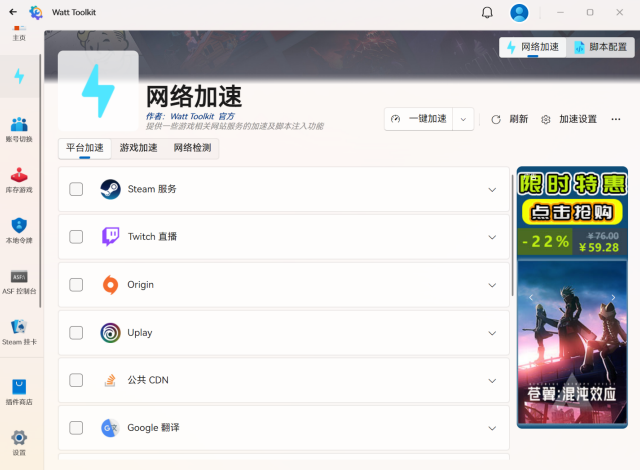 Watt Toolkit
主页
网络加速
脚本配置
网络加速
作者: Watt Toolkit 官方
提供一些游戏相关网站服务的加速及脚本注入功能
一键加速
刷新
加速设置
平台加速
游戏加速
网络检测
Steam 服务
Twitch 直播
Origin
Uplay
公共 CDN
Google 翻译
账号切换
库存游戏
本地令牌
ASF
ASF 控制台
Steam 挂卡
插件商店
设置
限时特惠
点击抢购
-22%
¥76.00
¥59.28
苍翼:混沌效应